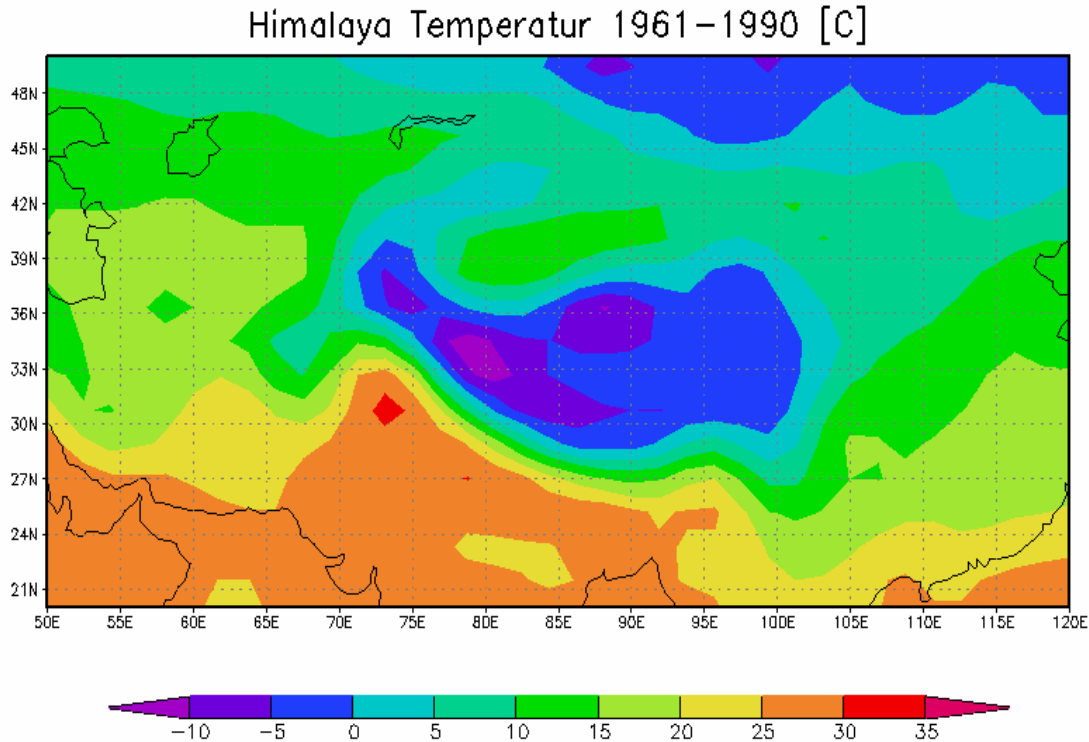 Himalaya Temperatur 1961-1990 [C]
48N
45N
42N
39N
36N
33N
30N
27N
24N
21N
50E 55E 60E 65E 70E 75E 80E 85E 90E 95E 100E 105E 110E 115E 120E
-10 -5 0 5 10 15 20 25 30 35